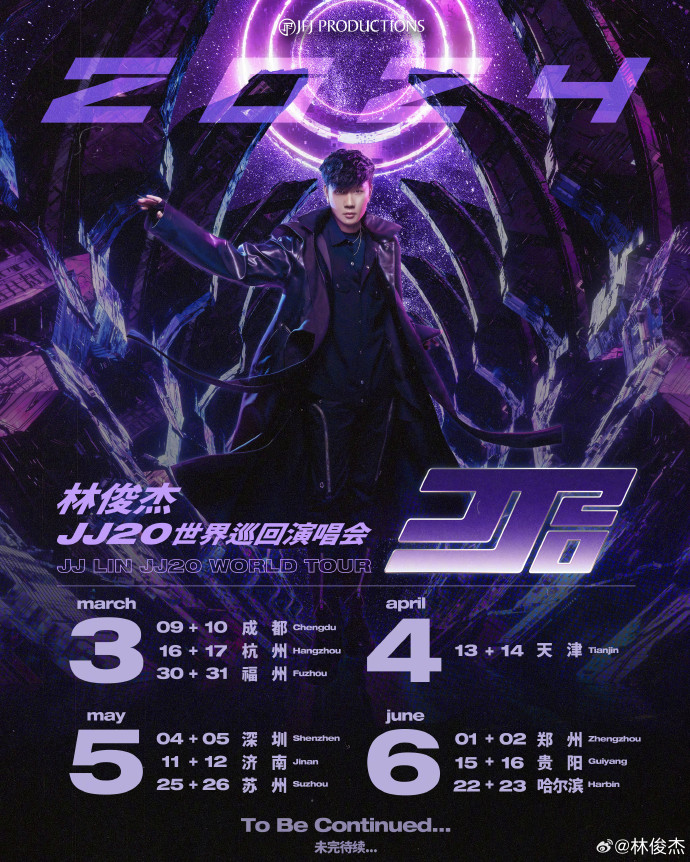 JFJ PRODUCTIONS
2024
林俊杰
JJ20世界巡回演唱会
JJ LIN JJ20 WORLD TOUR
JJ20
march
3
09 + 10 成都 Chengdu
16 + 17 杭州 Hangzhou
30 + 31 福州 Fuzhou
april
4
13 + 14 天津 Tianjin
may
5
04 + 05 深圳 Shenzhen
11 + 12 济南 Jinan
25 + 26 苏州 Suzhou
june
6
01 + 02 郑州 Zhengzhou
15 + 16 贵阳 Guiyang
22 + 23 哈尔滨 Harbin
To Be Continued...
未完待续...
@林俊杰